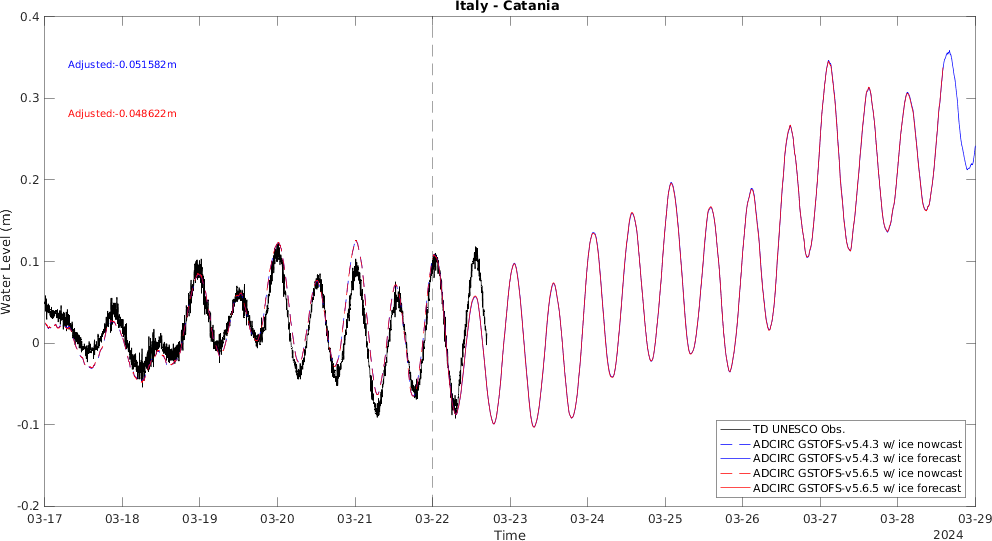 Italy - Catania
0.4
0.3
0.2
0.1
0
-0.1
-0.2
Water Level (m)
Adjusted:-0.051582m
Adjusted:-0.048622m
TD UNESCO Obs.
ADCIRC GSTOFS-v5.4.3 w/ ice nowcast
ADCIRC GSTOFS-v5.4.3 w/ ice forecast
ADCIRC GSTOFS-v5.6.5 w/ ice nowcast
ADCIRC GSTOFS-v5.6.5 w/ ice forecast
03-17 03-18 03-19 03-20 03-21 03-22 03-23 03-24 03-25 03-26 03-27 03-28 03-29
Time
2024